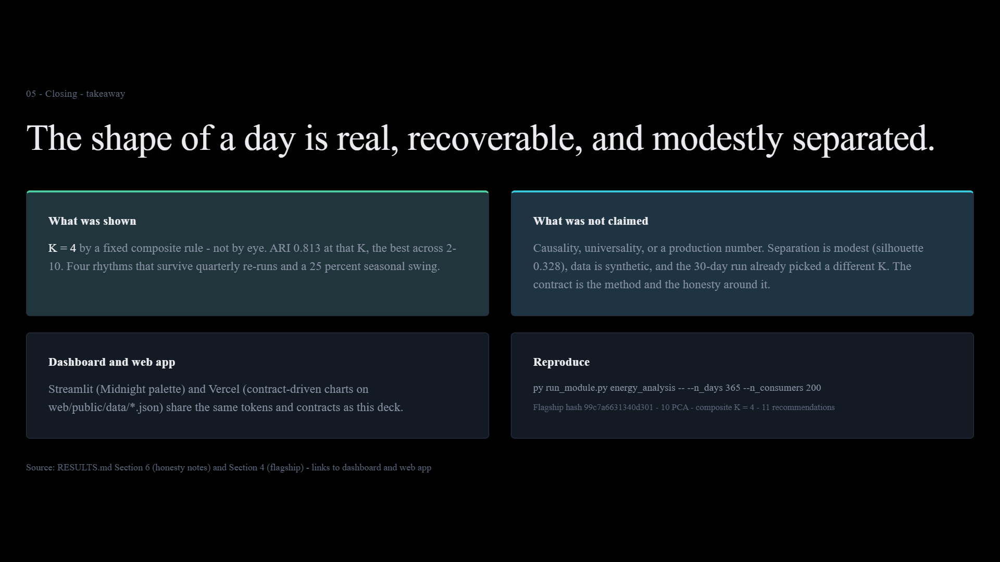 05 - Closing - takeaway
The shape of a day is real, recoverable, and modestly separated.
What was shown
K = 4 by a fixed composite rule - not by eye. ARI 0.813 at that K, the best across 2-
10. Four rhythms that survive quarterly re-runs and a 25 percent seasonal swing.
What was not claimed
Causality, universality, or a production number. Separation is modest (silhouette
0.328), data is synthetic, and the 30-day run already picked a different K. The
contract is the method and the honesty around it.
Dashboard and web app
Streamlit (Midnight palette) and Vercel (contract-driven charts on
web/public/data/*.json) share the same tokens and contracts as this deck.
Reproduce
py run_module.py energy_analysis -- --n_days 365 --n_consumers 200
Flagship hash 99c7a6631340d301 - 10 PCA - composite K = 4 - 11 recommendations
Source: RESULTS.md Section 6 (honesty notes) and Section 4 (flagship) - links to dashboard and web app